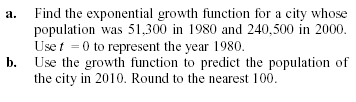 a. Find the exponential growth function for a city whose
population was 51,300 in 1980 and 240,500 in 2000.
Use t = 0 to represent the year 1980.
b. Use the growth function to predict the population of
the city in 2010. Round to the nearest 100.